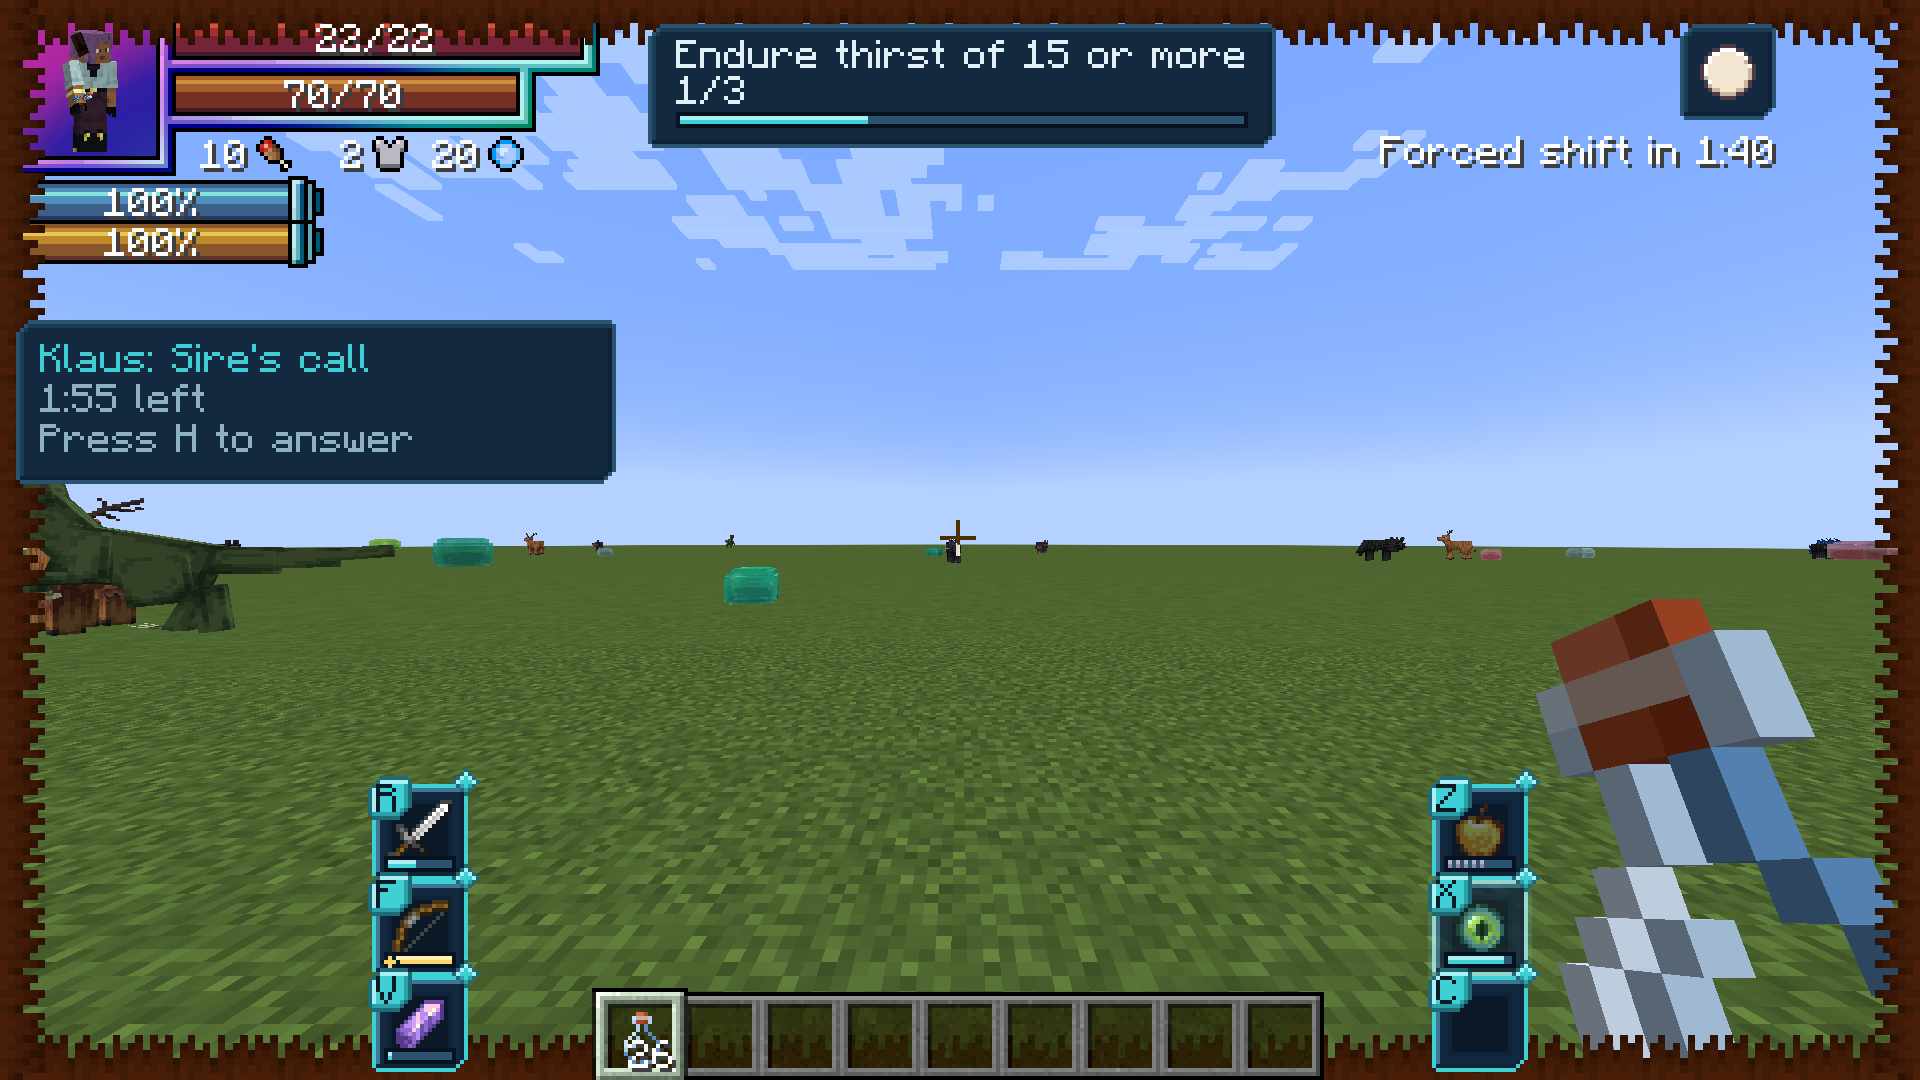 22/22
70/70
10
2
20
100%
100%
Endure thirst of 15 or more
1/3
Forced shift in 1:40
Klaus: Sire's call
1:55 left
Press H to answer
R
F
V
Z
X
C
26